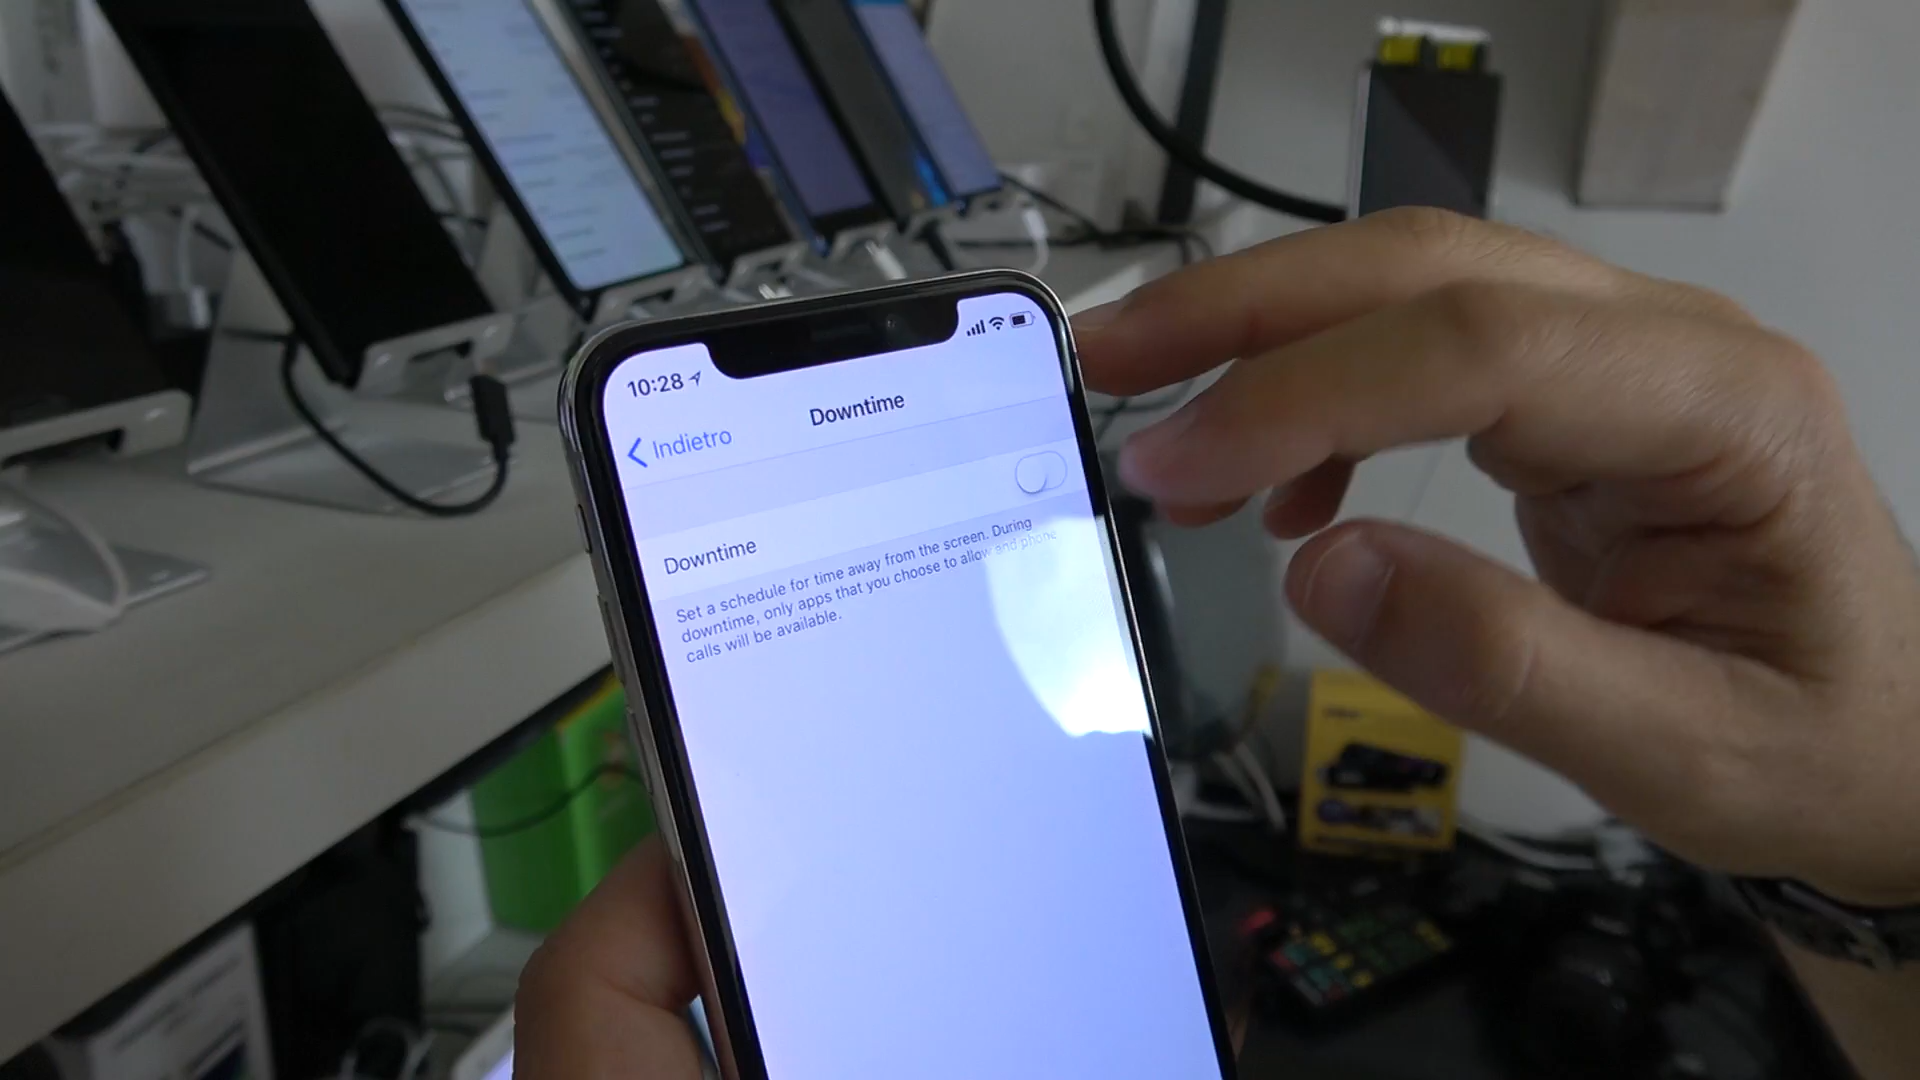 10:28
Indietro
Downtime
Downtime
Set a schedule for time away from the screen. During
downtime, only apps that you choose to allow and phone
calls will be available.